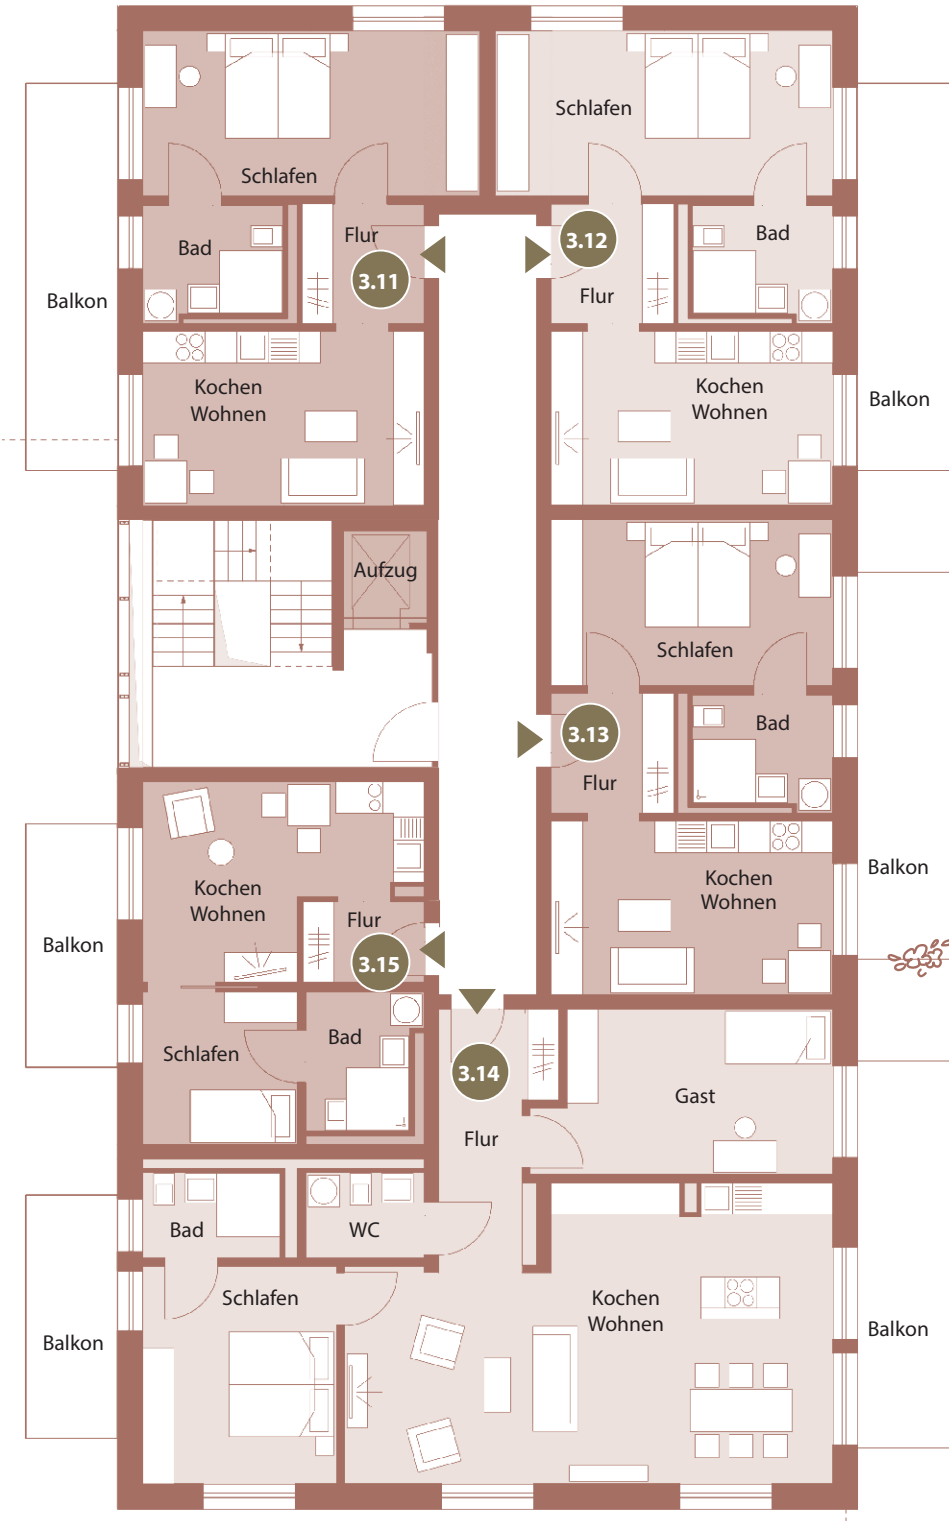 Schlafen
Schlafen
Bad
Flur
3.11
3.12
Bad
Flur
Balkon
Kochen
Wohnen
Kochen
Wohnen
Balkon
Aufzug
Schlafen
3.13
Bad
Flur
Kochen
Wohnen
Flur
3.15
Balkon
Kochen
Wohnen
Balkon
Schlafen
Bad
3.14
Flur
Gast
Bad
WC
Schlafen
Balkon
Kochen
Wohnen
Balkon